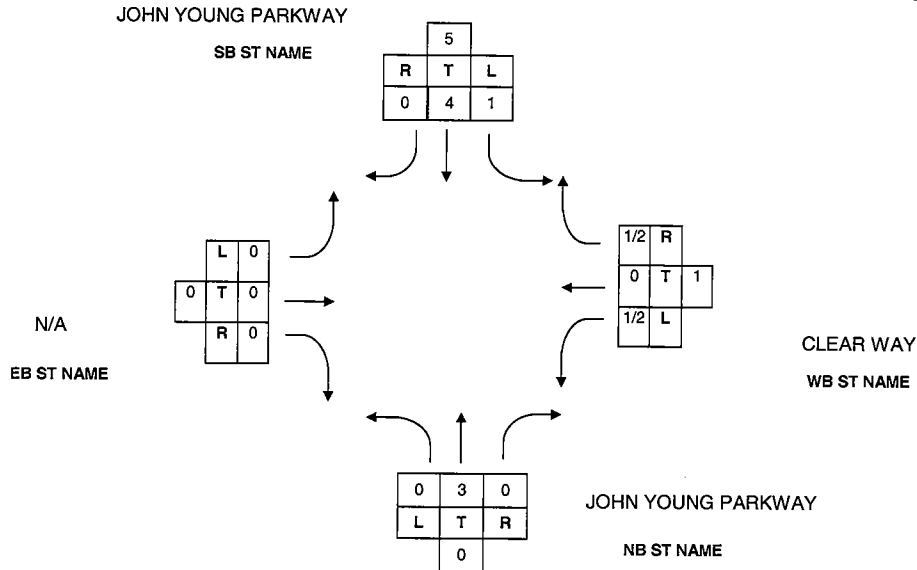 JOHN YOUNG PARKWAY
SB ST NAME
5
R T L
0 4 1
L 0
0 T 0
R 0
N/A
EB ST NAME
1/2 R
0 T 1
1/2 L
CLEAR WAY
WB ST NAME
0 3 0
L T R
0
JOHN YOUNG PARKWAY
NB ST NAME